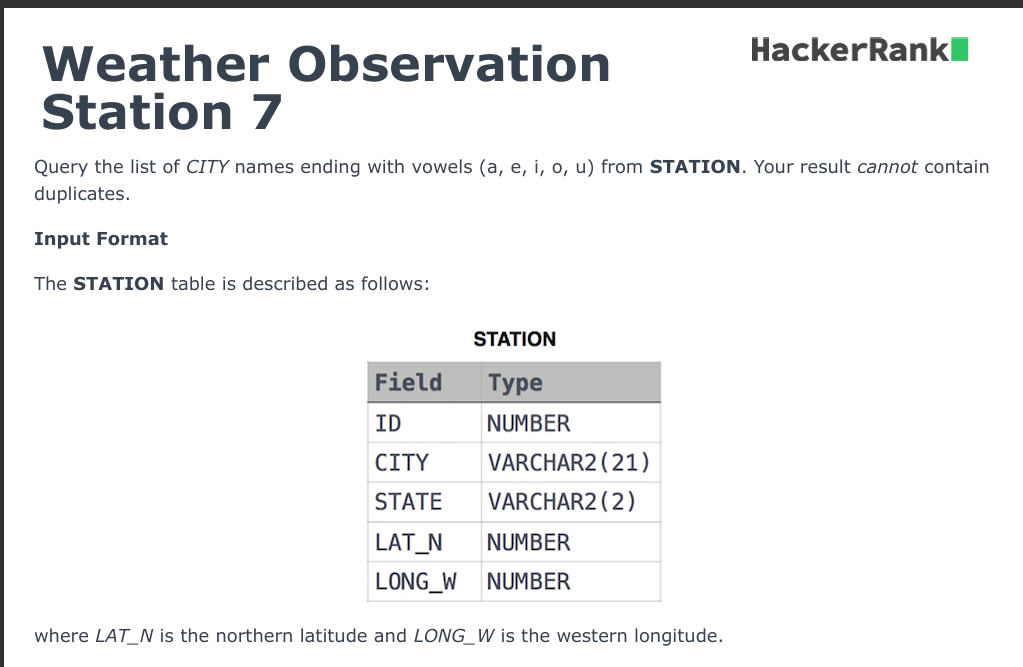 Weather Observation
Station 7
HackerRank
Query the list of CITY names ending with vowels (a, e, i, o, u) from STATION. Your result cannot contain
duplicates.
Input Format
The STATION table is described as follows:
STATION
Field Type
ID NUMBER
CITY VARCHAR2(21)
STATE VARCHAR2(2)
LAT_N NUMBER
LONG_W NUMBER
where LAT_N is the northern latitude and LONG_W is the western longitude.